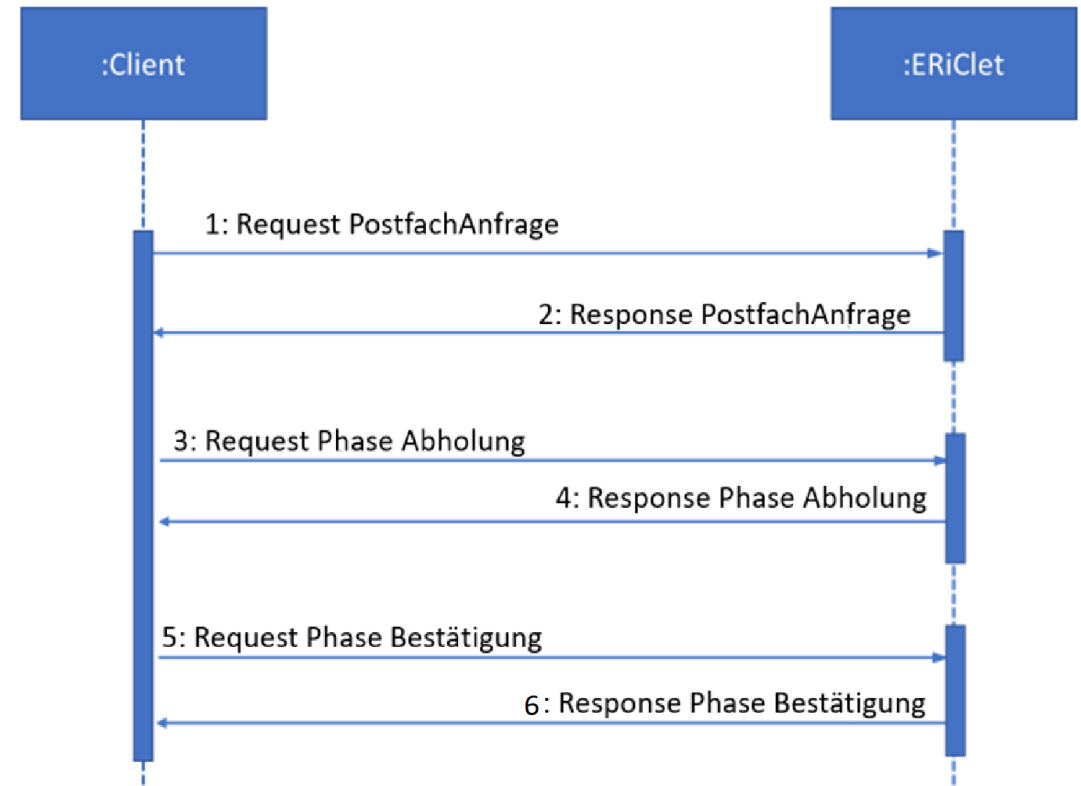 :Client
:ERiClet
1: Request PostfachAnfrage
2: Response PostfachAnfrage
3: Request Phase Abholung
4: Response Phase Abholung
5: Request Phase Bestätigung
6: Response Phase Bestätigung